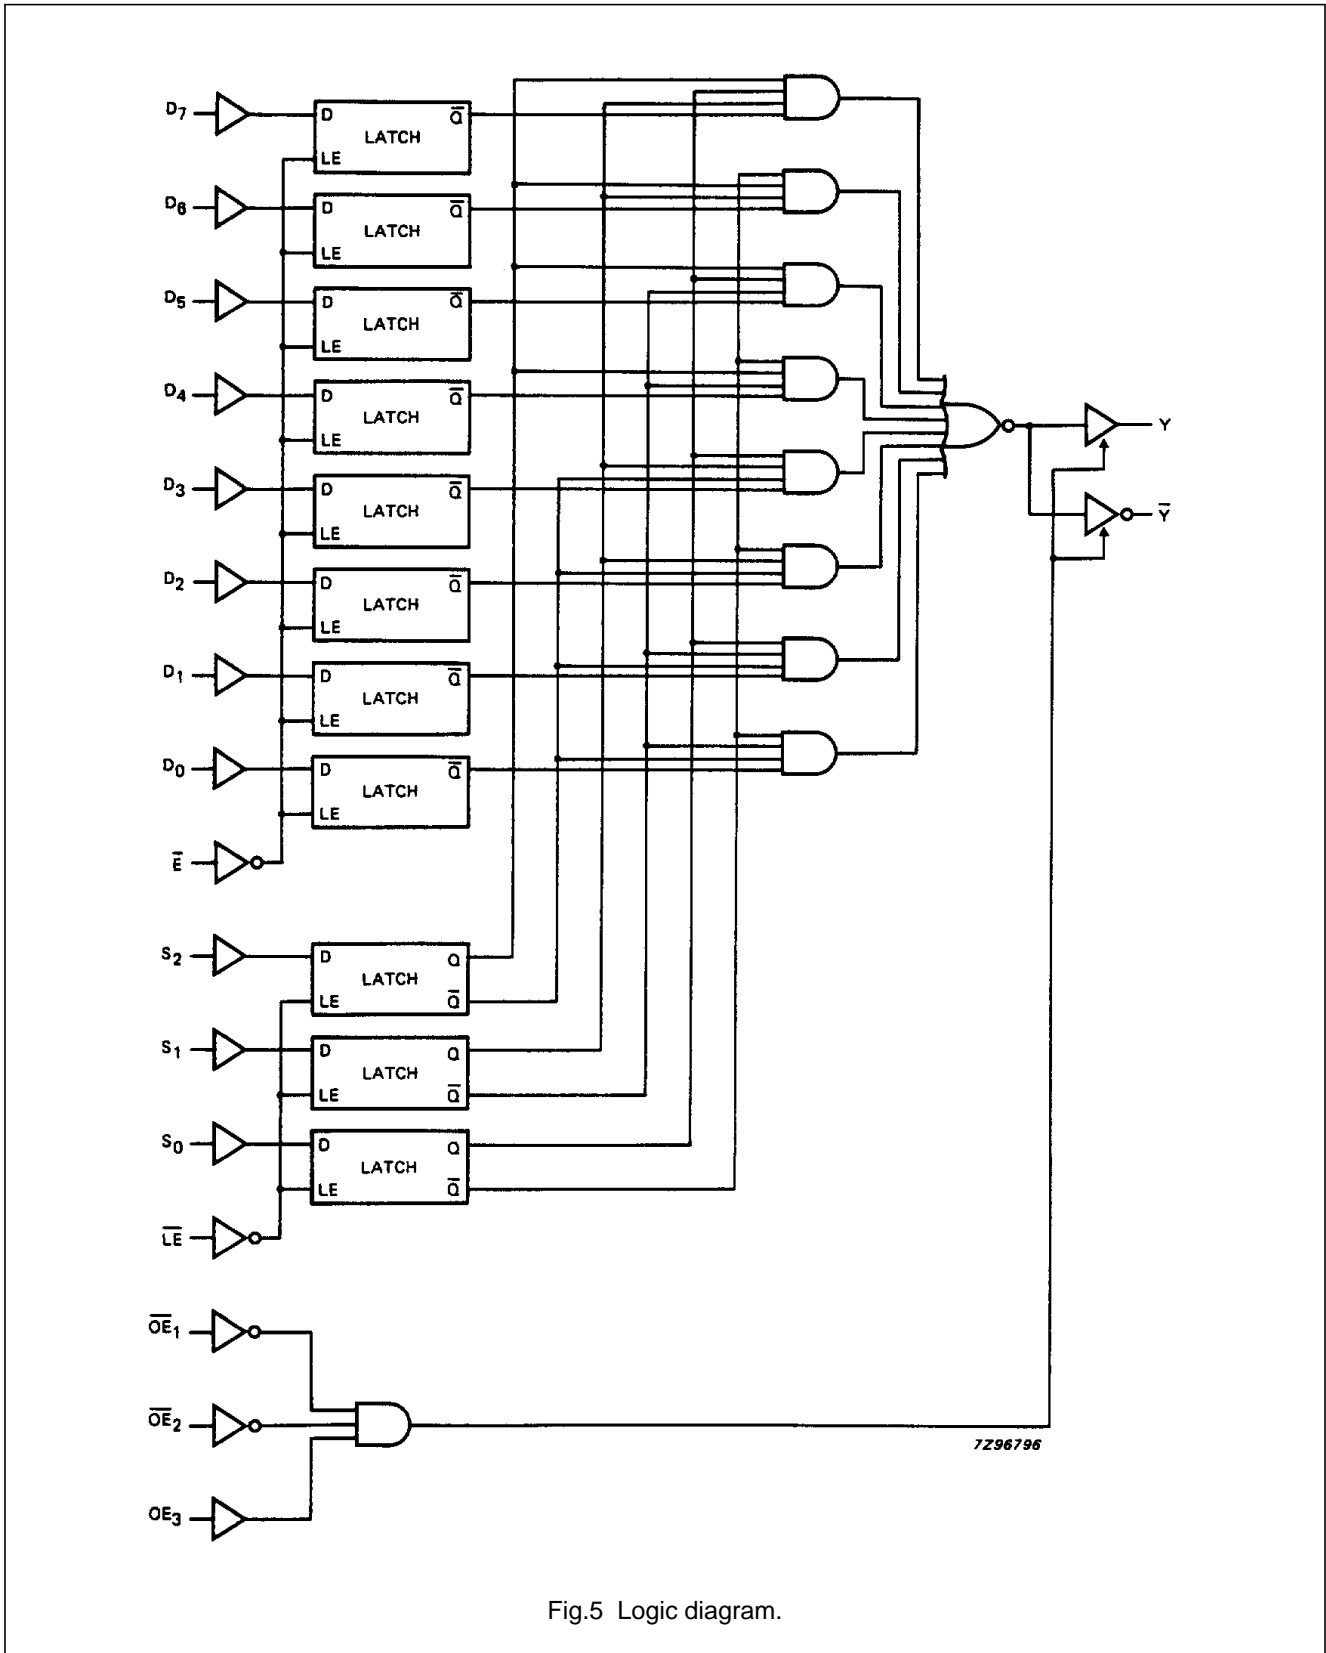 D7
D
Q̅
LATCH
LE
D6
D
Q̅
LATCH
LE
D5
D
Q̅
LATCH
LE
D4
D
Q̅
LATCH
LE
D3
D
Q̅
LATCH
LE
D2
D
Q̅
LATCH
LE
D1
D
Q̅
LATCH
LE
D0
D
Q̅
LATCH
LE
E̅
Y
Y̅
S2
D
Q
LATCH
LE
Q̅
S1
D
Q
LATCH
LE
Q̅
S0
D
Q
LATCH
LE
Q̅
L̅E̅
O̅E̅1
O̅E̅2
OE3
7Z96796
Fig.5 Logic diagram.